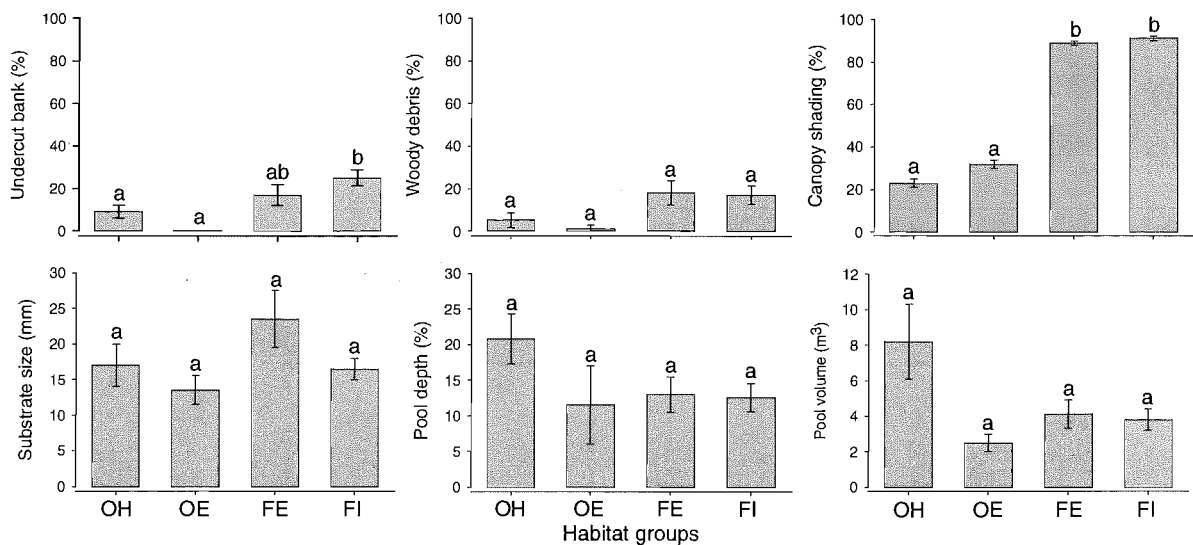 Undercut bank (%)
100
80
60
40
20
0
a
a
ab
b
Woody debris (%)
100
80
60
40
20
0
a
a
a
a
Canopy shading (%)
100
80
60
40
20
0
a
a
b
b
Substrate size (mm)
30
25
20
15
10
5
0
a
a
a
a
OH OE FE FI
Pool depth (%)
30
25
20
15
10
5
0
a
a
a
a
OH OE FE FI
Pool volume (m³)
12
10
8
6
4
2
0
a
a
a
a
OH OE FE FI
Habitat groups